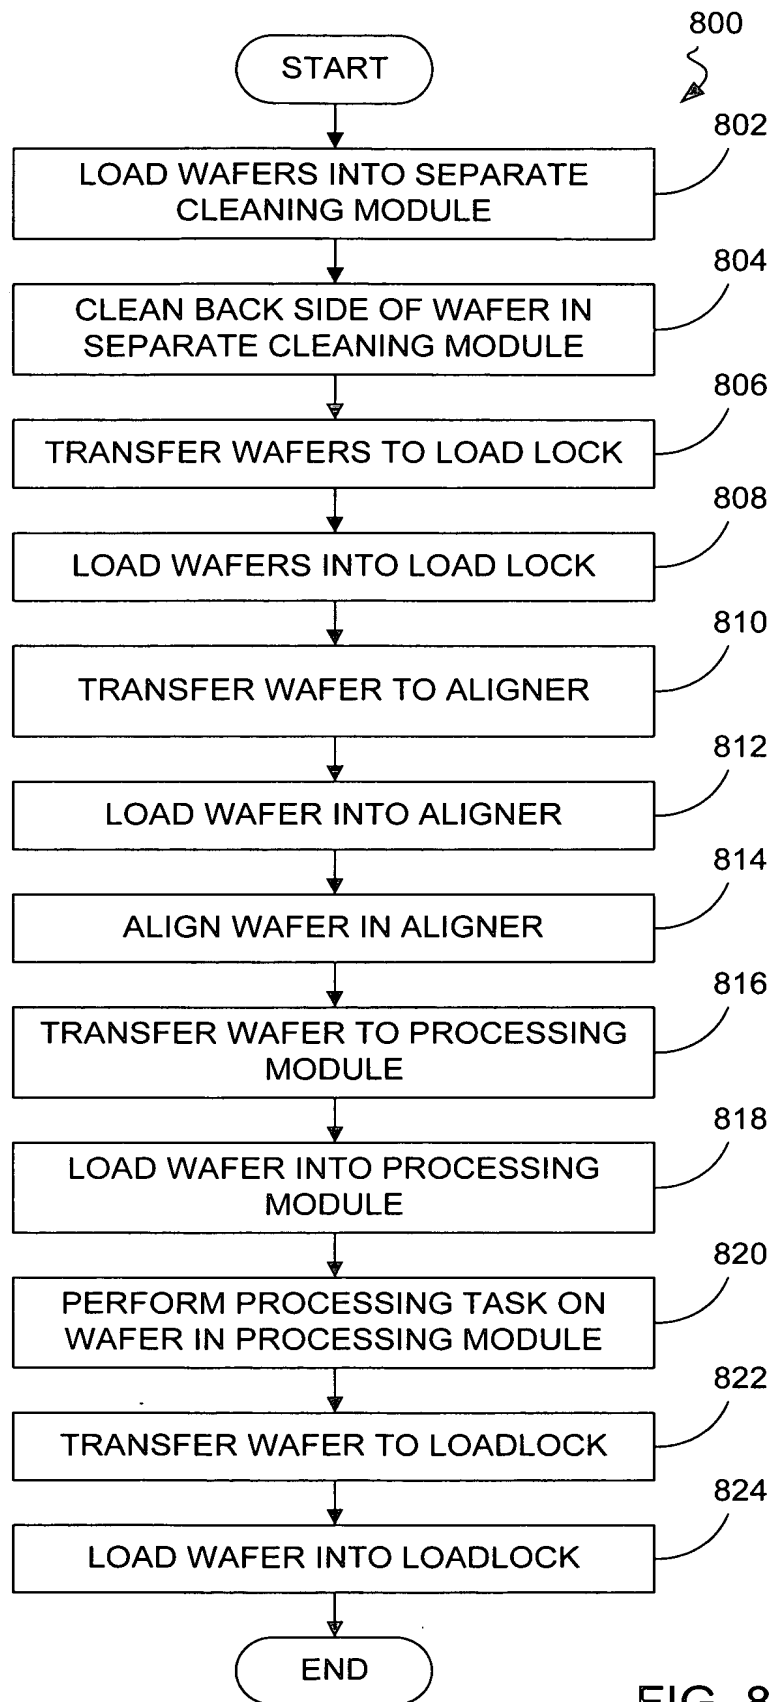 800
START
802
LOAD WAFERS INTO SEPARATE
CLEANING MODULE
804
CLEAN BACK SIDE OF WAFER IN
SEPARATE CLEANING MODULE
806
TRANSFER WAFERS TO LOAD LOCK
808
LOAD WAFERS INTO LOAD LOCK
810
TRANSFER WAFER TO ALIGNER
812
LOAD WAFER INTO ALIGNER
814
ALIGN WAFER IN ALIGNER
816
TRANSFER WAFER TO PROCESSING
MODULE
818
LOAD WAFER INTO PROCESSING
MODULE
820
PERFORM PROCESSING TASK ON
WAFER IN PROCESSING MODULE
822
TRANSFER WAFER TO LOADLOCK
824
LOAD WAFER INTO LOADLOCK
END
FIG. 8